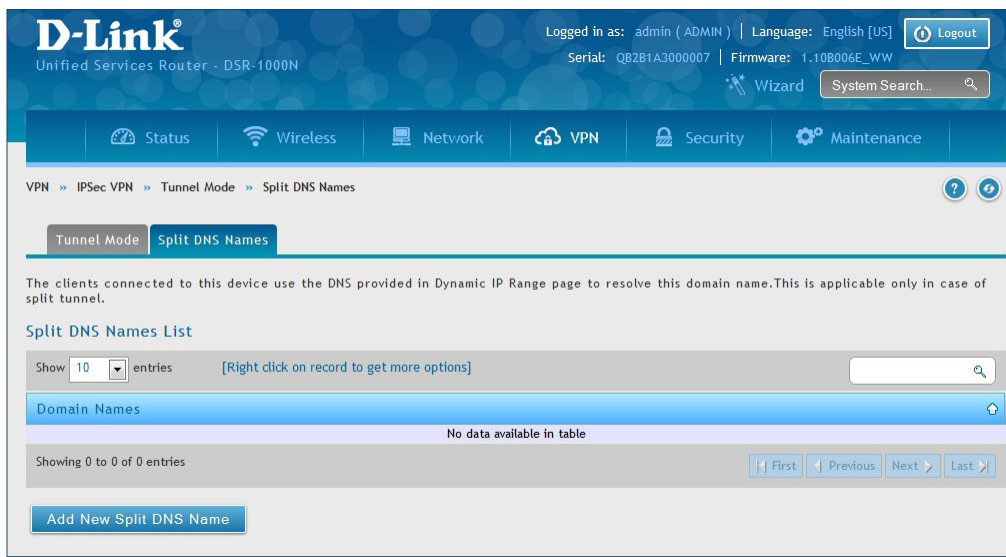 D-Link®
Logged in as: admin ( ADMIN ) | Language: English [US]
Logout
Unified Services Router - DSR-1000N
Serial: QB2B1A3000007 | Firmware: 1.10B006E_WW
Wizard
System Search...
Status
Wireless
Network
VPN
Security
Maintenance
VPN » IPSec VPN » Tunnel Mode » Split DNS Names
?
Tunnel Mode
Split DNS Names
The clients connected to this device use the DNS provided in Dynamic IP Range page to resolve this domain name.This is applicable only in case of
split tunnel.
Split DNS Names List
Show 10 entries
[Right click on record to get more options]
Domain Names
No data available in table
Showing 0 to 0 of 0 entries
First
Previous
Next
Last
Add New Split DNS Name